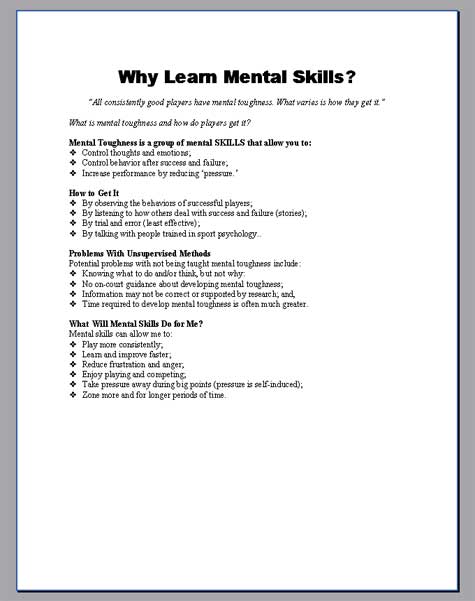 Why Learn Mental Skills?
“All consistently good players have mental toughness. What varies is how they get it.”
What is mental toughness and how do players get it?
Mental Toughness is a group of mental SKILLS that allow you to:
❖ Control thoughts and emotions;
❖ Control behavior after success and failure;
❖ Increase performance by reducing ‘pressure.’
How to Get It
❖ By observing the behaviors of successful players;
❖ By listening to how others deal with success and failure (stories);
❖ By trial and error (least effective);
❖ By talking with people trained in sport psychology..
Problems With Unsupervised Methods
Potential problems with not being taught mental toughness include:
❖ Knowing what to do and/or think, but not why:
❖ No on-court guidance about developing mental toughness;
❖ Information may not be correct or supported by research; and,
❖ Time required to develop mental toughness is often much greater.
What Will Mental Skills Do for Me?
Mental skills can allow me to:
❖ Play more consistently;
❖ Learn and improve faster;
❖ Reduce frustration and anger;
❖ Enjoy playing and competing;
❖ Take pressure away during big points (pressure is self-induced);
❖ Zone more and for longer periods of time.